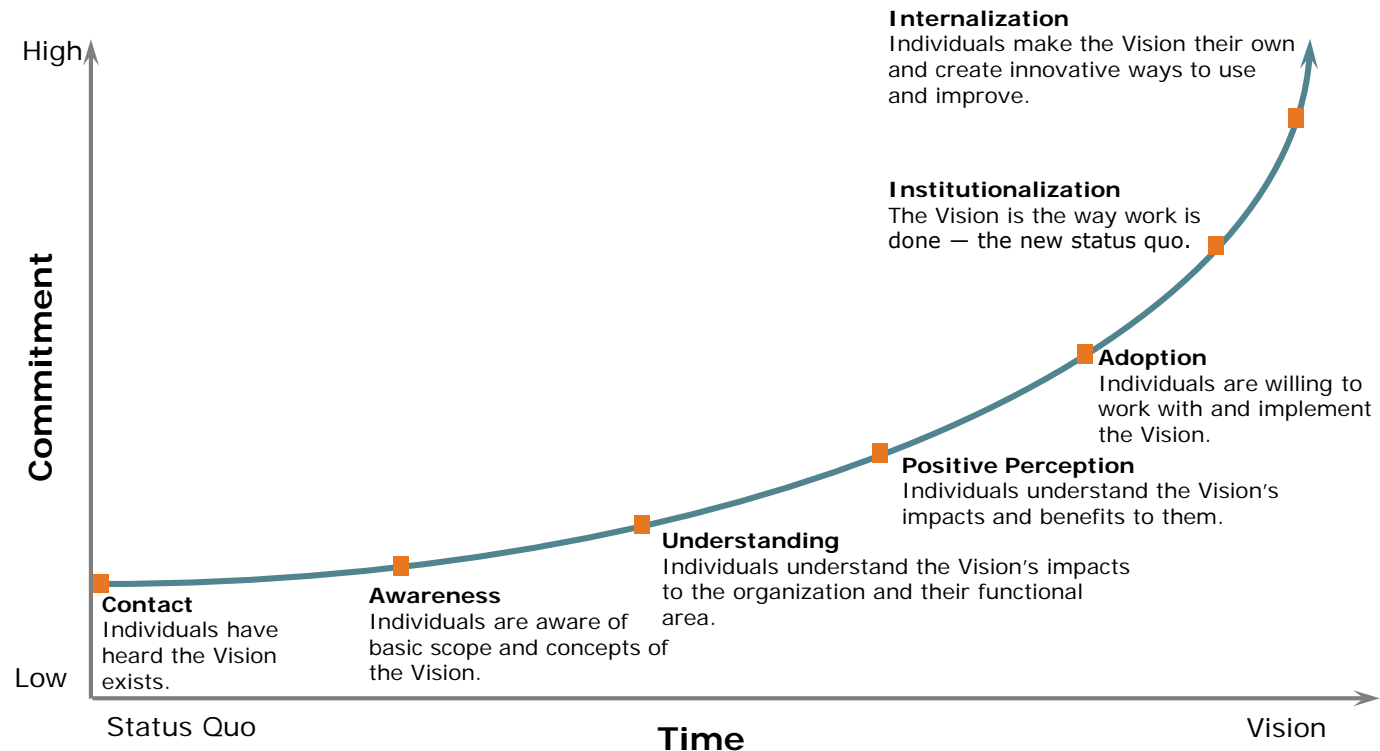 Internalization
Individuals make the Vision their own
and create innovative ways to use
and improve.
High
Institutionalization
The Vision is the way work is
done — the new status quo.
Commitment
Adoption
Individuals are willing to
work with and implement
the Vision.
Positive Perception
Individuals understand the Vision's
impacts and benefits to them.
Understanding
Individuals understand the Vision's impacts
to the organization and their functional
area.
Awareness
Individuals are aware of
basic scope and concepts of
the Vision.
Contact
Individuals have
heard the Vision
exists.
Low
Status Quo
Time
Vision